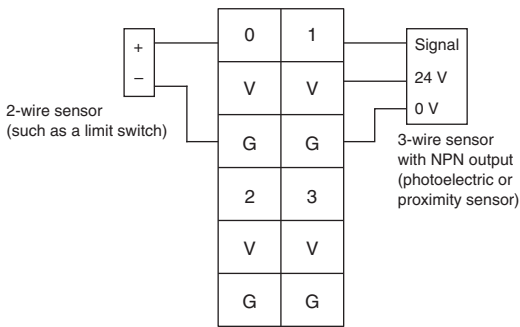 +
−
2-wire sensor
(such as a limit switch)
0 1
V V
G G
2 3
V V
G G
Signal
24 V
0 V
3-wire sensor
with NPN output
(photoelectric or
proximity sensor)